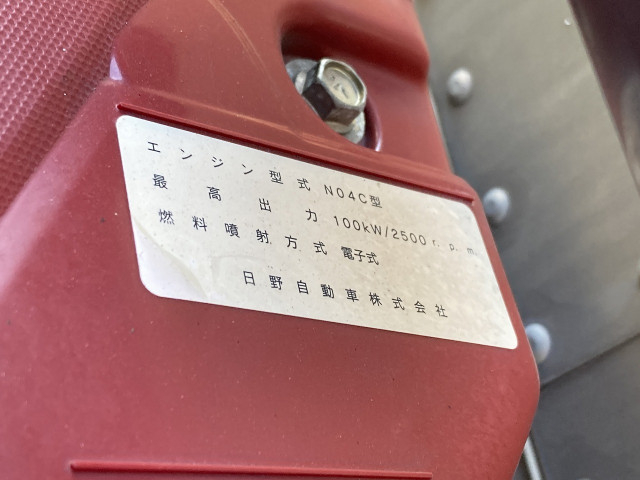 エンジン型式 N04C型
最高出力 100kW/2500 r. p. m.
燃料噴射方式 電子式
日野自動車株式会社